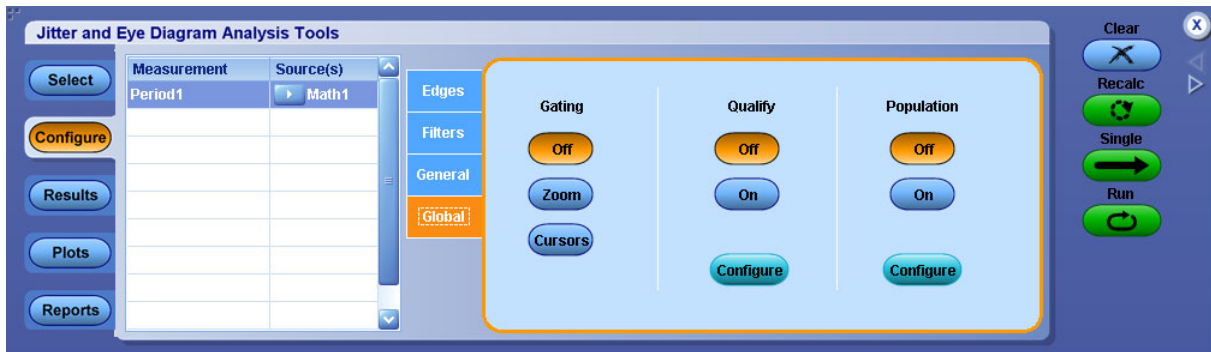 Jitter and Eye Diagram Analysis Tools
Select
Configure
Results
Plots
Reports
Measurement Source(s)
Period1 Math1
Edges
Filters
General
Global
Gating
Off
Zoom
Cursors
Qualify
Off
On
Configure
Population
Off
On
Configure
Clear
Recalc
Single
Run
X